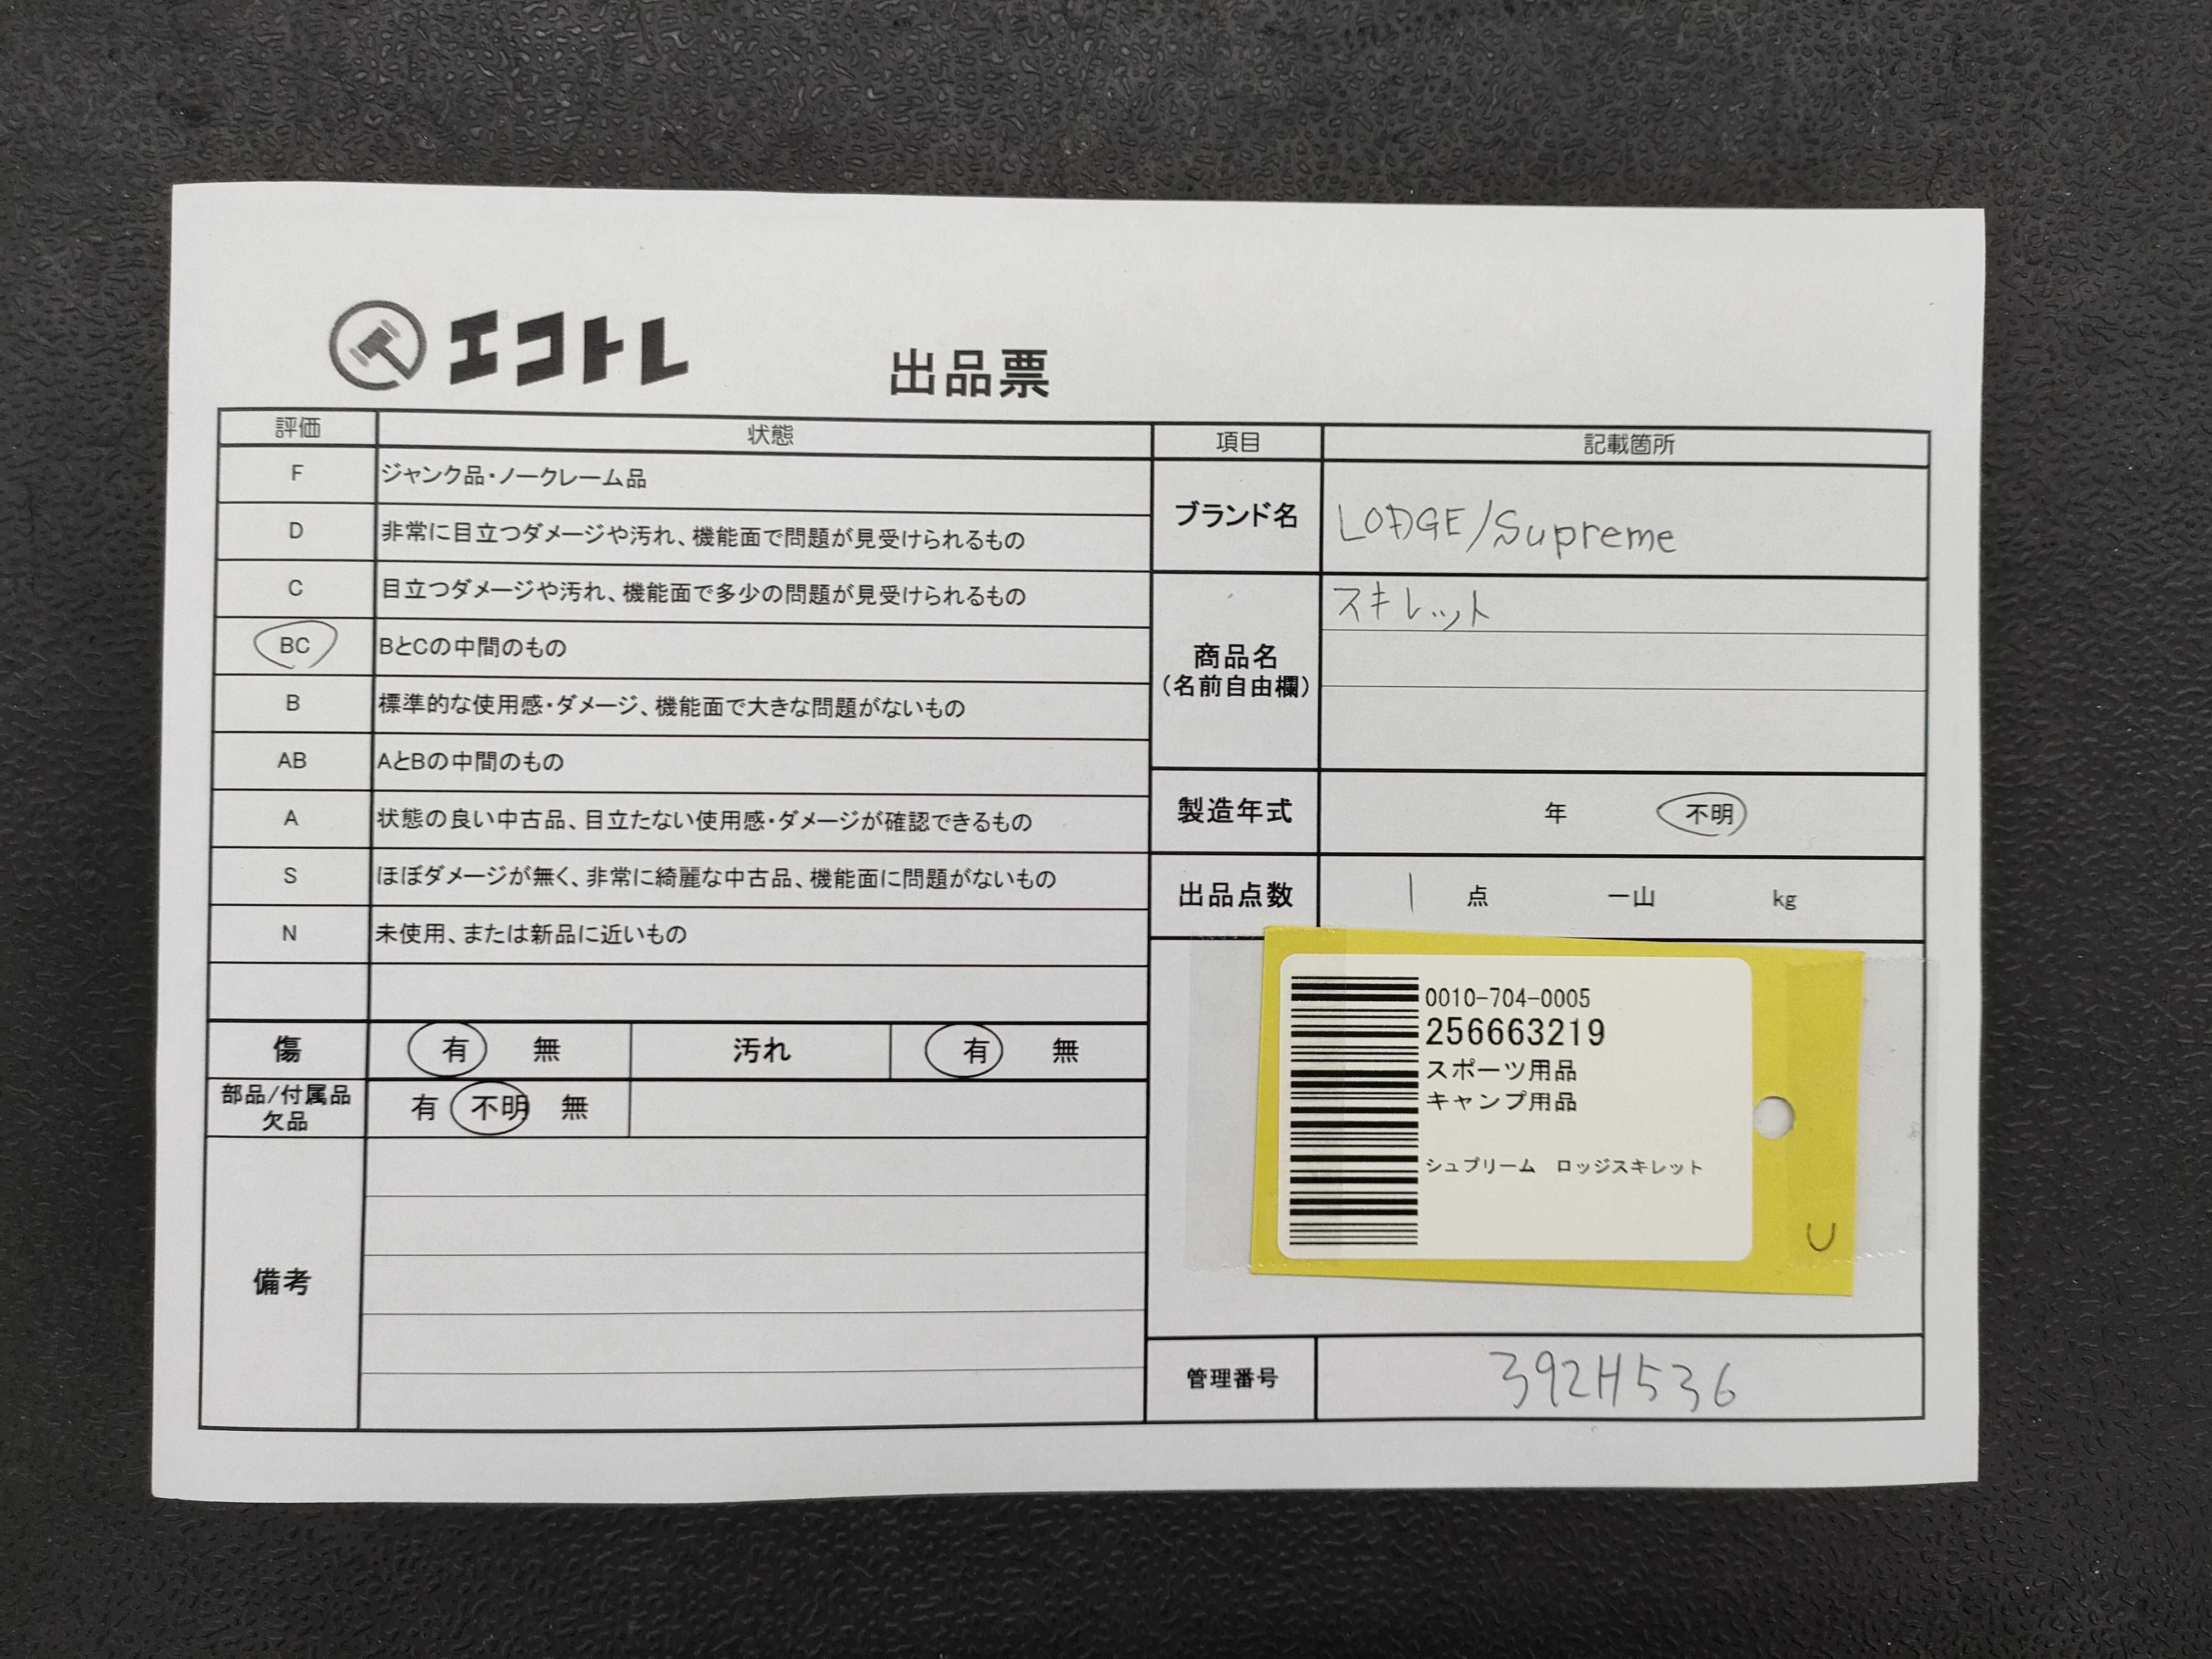 エコトレ
出品票
評価 状態
F ジャンク品・ノークレーム品
D 非常に目立つダメージや汚れ、機能面で問題が見受けられるもの
C 目立つダメージや汚れ、機能面で多少の問題が見受けられるもの
BC BとCの中間のもの
B 標準的な使用感・ダメージ、機能面で大きな問題がないもの
AB AとBの中間のもの
A 状態の良い中古品、目立たない使用感・ダメージが確認できるもの
S ほぼダメージが無く、非常に綺麗な中古品、機能面に問題がないもの
N 未使用、または新品に近いもの
傷 有 無 汚れ 有 無
部品/付属品
欠品 有 不明 無
備考
項目 記載箇所
ブランド名 LODGE/Supreme
商品名
(名前自由欄) スキレット
製造年式 年 不明
出品点数 1 点 一山 kg
0010-704-0005
256663219
スポーツ用品
キャンプ用品
シュプリーム ロッジスキレット
U
管理番号 392H536